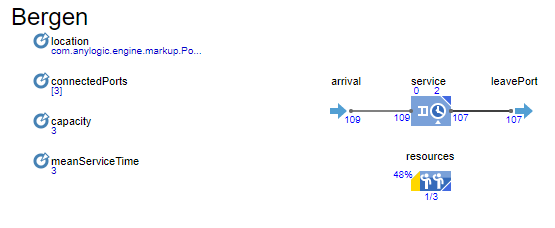 Bergen
location
com.anylogic.engine.markup.Po...
connectedPorts
[3]
capacity
3
meanServiceTime
3
arrival
service
leavePort
0 2
109
109
107
107
resources
48%
1/3